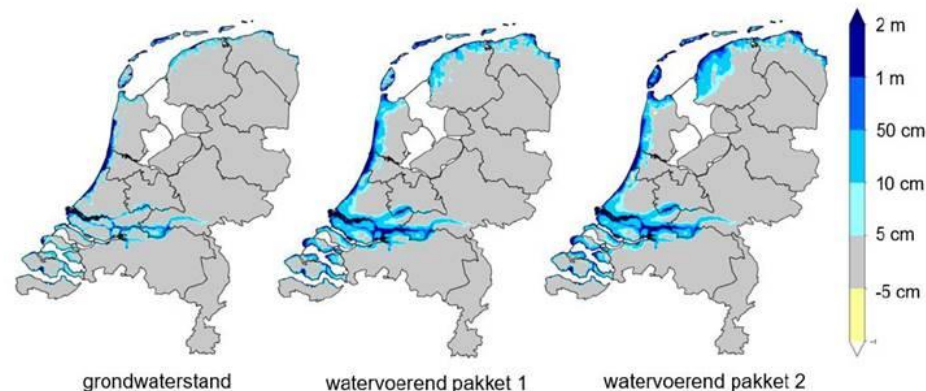 2 m
1 m
50 cm
10 cm
5 cm
-5 cm
grondwaterstand
watervoerend pakket 1
watervoerend pakket 2